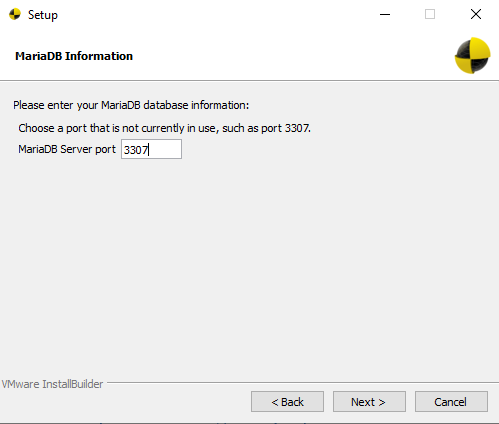 Setup
MariaDB Information
Please enter your MariaDB database information:
Choose a port that is not currently in use, such as port 3307.
MariaDB Server port 3307
VMware InstallBuilder
< Back Next > Cancel